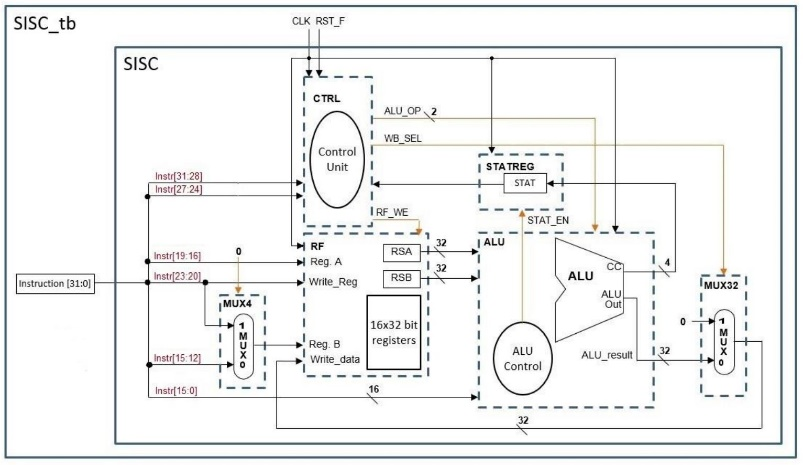 SISC_tb
CLK RST_F
SISC
CTRL
ALU_OP
2
WB_SEL
Control
Unit
STATREG
STAT
Instr[31:28]
Instr[27:24]
RF_WE
STAT_EN
0
RF
RSA
32
ALU
Instr[19:16]
Reg. A
RSB
32
CC
4
ALU
Instr[23:20]
Instruction [31:0]
Write_Reg
MUX32
ALU
Out
MUX4
16x32 bit
registers
0
1
M
U
X
0
1
M
U
X
0
Reg. B
ALU
Control
ALU_result
32
Instr[15:12]
Write_data
Instr[15:0]
16
32